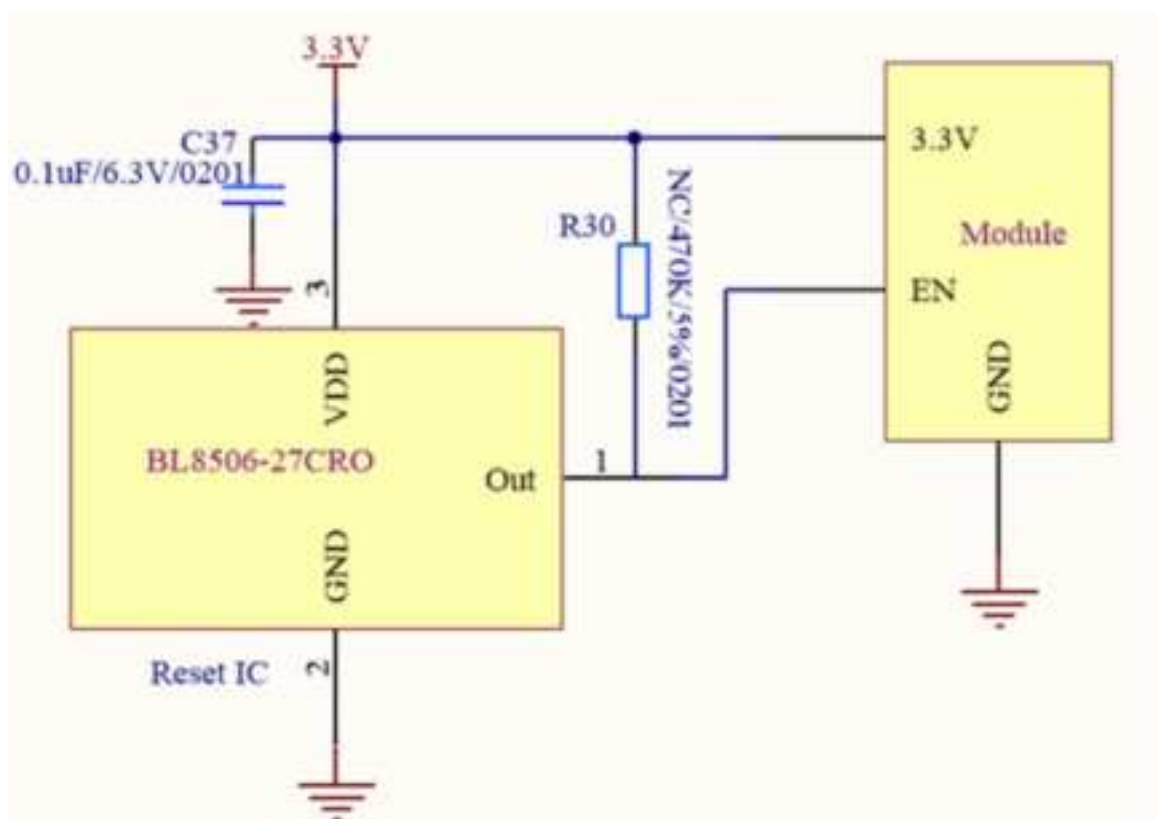 3.3V
C37
0.1uF/6.3V/0201
3.3V
NC/470K/5%/0201
R30
Module
EN
3
GND
VDD
BL8506-27CRO
1
Out
GND
Reset IC
2